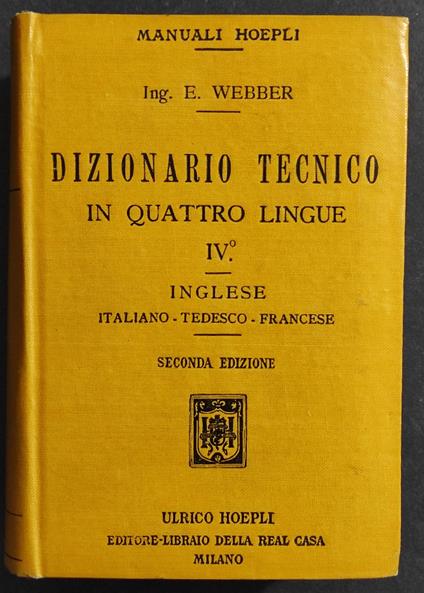 MANUALI HOEPLI
Ing. E. WEBBER
DIZIONARIO TECNICO
IN QUATTRO LINGUE
IV.º
INGLESE
ITALIANO - TEDESCO - FRANCESE
SECONDA EDIZIONE
ULRICO HOEPLI
EDITORE-LIBRAIO DELLA REAL CASA
MILANO